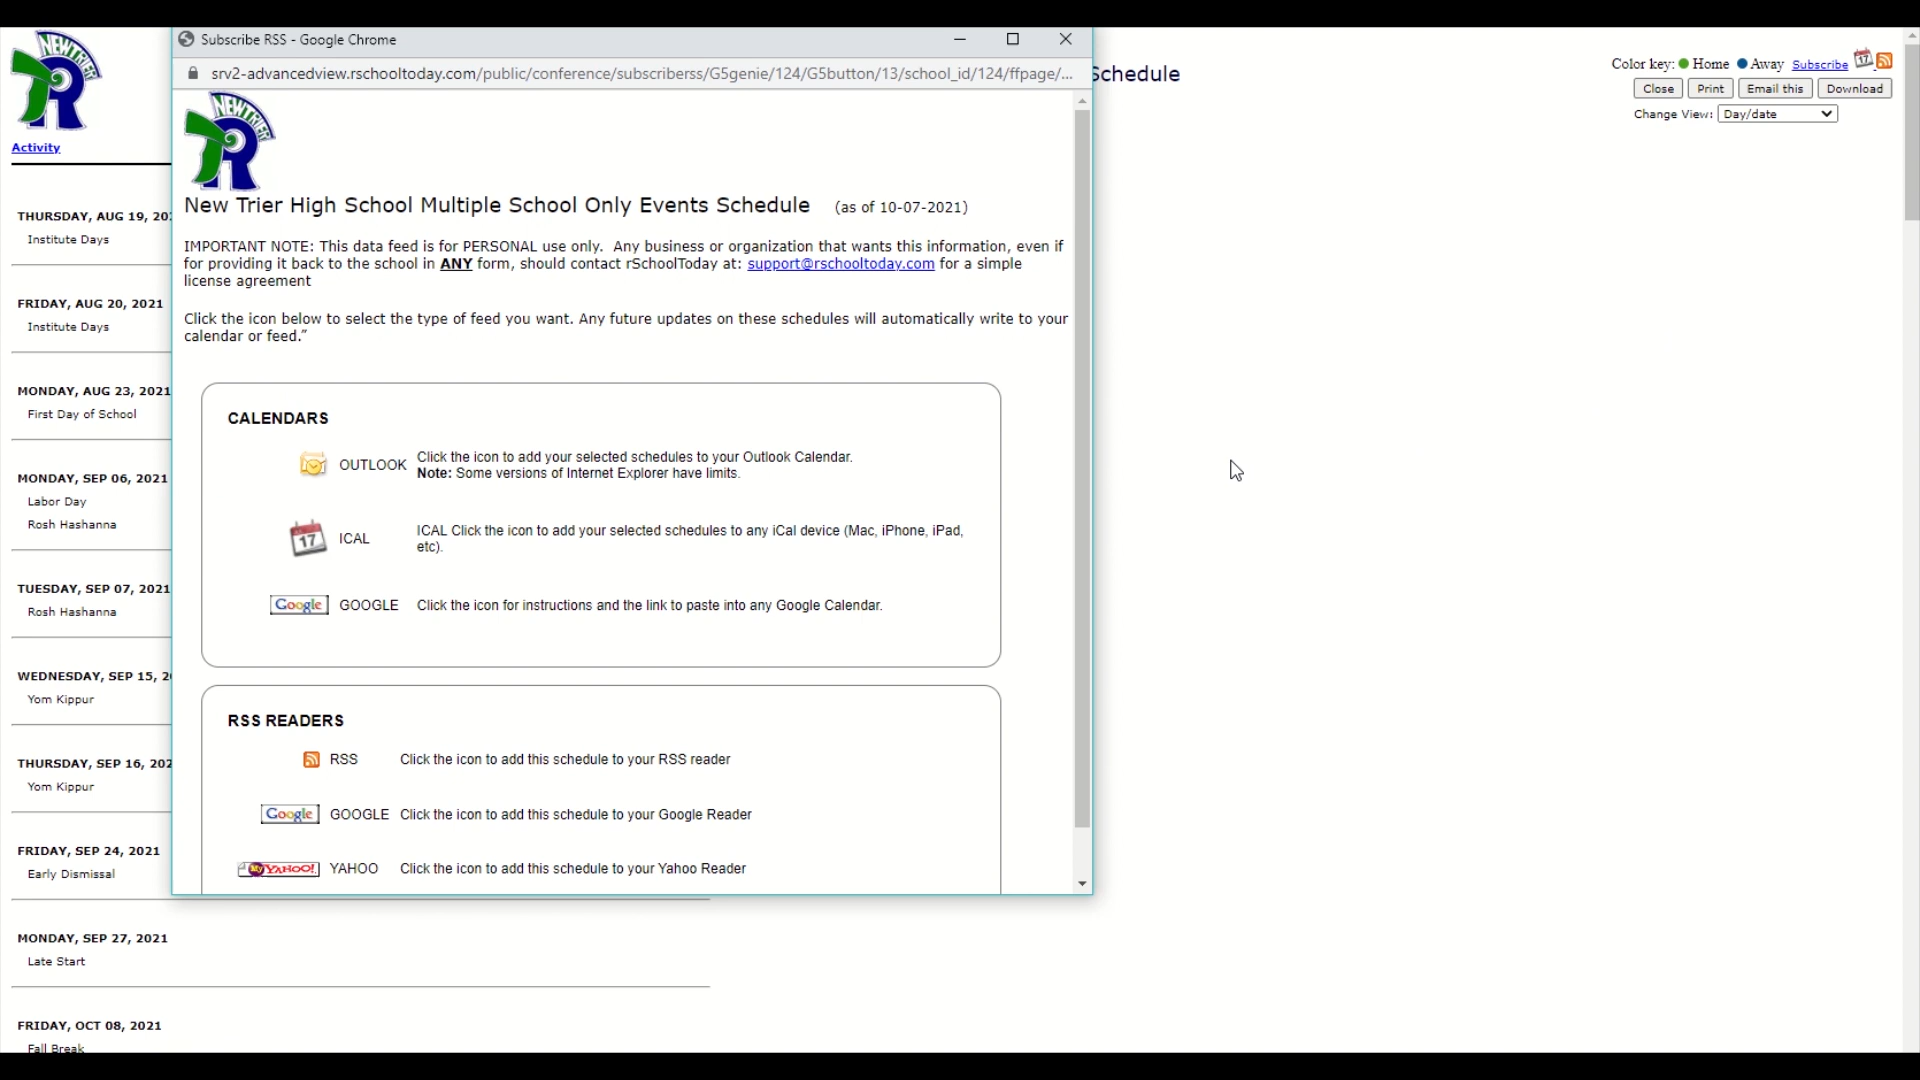 Subscribe RSS - Google Chrome
srv2-advancedview.rschooltoday.com/public/conference/subscriberss/G5genie/124/G5button/13/school_id/124/ffpage/...
NEW TRIER
New Trier High School Multiple School Only Events Schedule (as of 10-07-2021)
IMPORTANT NOTE: This data feed is for PERSONAL use only. Any business or organization that wants this information, even if
for providing it back to the school in ANY form, should contact rSchoolToday at: support@rschooltoday.com for a simple
license agreement
Click the icon below to select the type of feed you want. Any future updates on these schedules will automatically write to your
calendar or feed.”
CALENDARS
OUTLOOK Click the icon to add your selected schedules to your Outlook Calendar.
Note: Some versions of Internet Explorer have limits.
17 ICAL ICAL Click the icon to add your selected schedules to any iCal device (Mac, iPhone, iPad,
etc).
Google GOOGLE Click the icon for instructions and the link to paste into any Google Calendar.
RSS READERS
RSS Click the icon to add this schedule to your RSS reader
Google GOOGLE Click the icon to add this schedule to your Google Reader
MY YAHOO! YAHOO Click the icon to add this schedule to your Yahoo Reader
NEW TRIER
Schedule
Color key: Home Away Subscribe
Close Print Email this Download
Change View: Day/date
Activity
THURSDAY, AUG 19, 20
Institute Days
FRIDAY, AUG 20, 2021
Institute Days
MONDAY, AUG 23, 2021
First Day of School
MONDAY, SEP 06, 2021
Labor Day
Rosh Hashanna
TUESDAY, SEP 07, 2021
Rosh Hashanna
WEDNESDAY, SEP 15, 2
Yom Kippur
THURSDAY, SEP 16, 202
Yom Kippur
FRIDAY, SEP 24, 2021
Early Dismissal
MONDAY, SEP 27, 2021
Late Start
FRIDAY, OCT 08, 2021
Fall Break